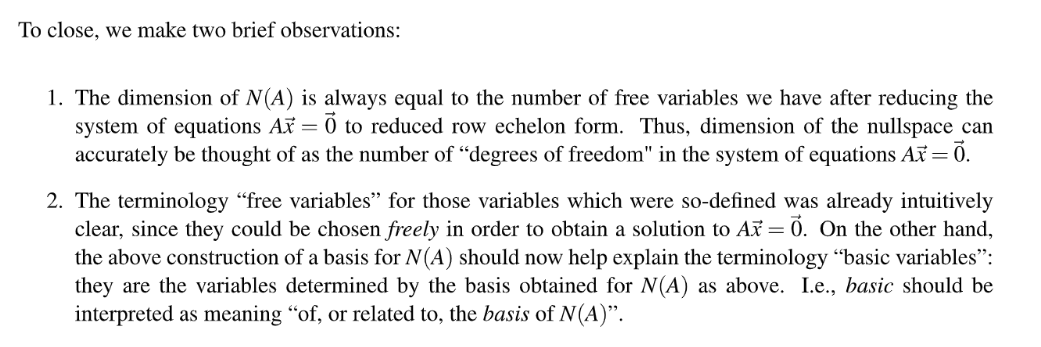 To close, we make two brief observations:
1. The dimension of N(A) is always equal to the number of free variables we have after reducing the
system of equations Ax⃗ = 0⃗ to reduced row echelon form. Thus, dimension of the nullspace can
accurately be thought of as the number of “degrees of freedom" in the system of equations Ax⃗ = 0⃗.
2. The terminology “free variables” for those variables which were so-defined was already intuitively
clear, since they could be chosen freely in order to obtain a solution to Ax⃗ = 0⃗. On the other hand,
the above construction of a basis for N(A) should now help explain the terminology “basic variables”:
they are the variables determined by the basis obtained for N(A) as above. I.e., basic should be
interpreted as meaning “of, or related to, the basis of N(A)”.